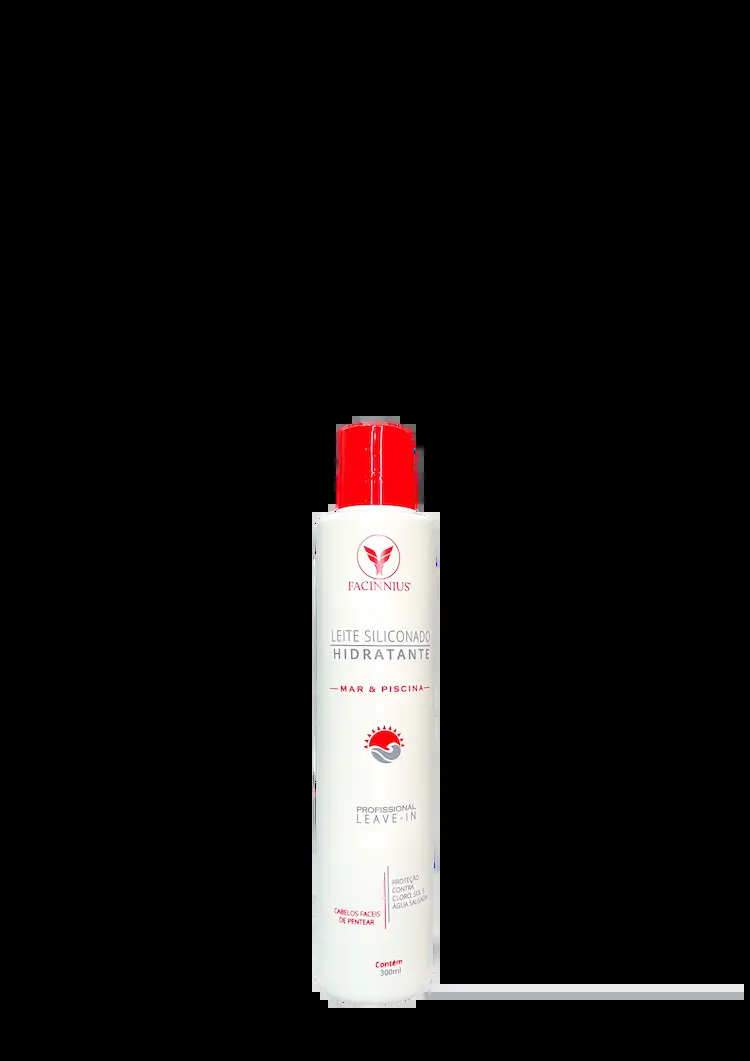 FACINNIUS®
LEITE SILICONADO
HIDRATANTE
MAR & PISCINA
PROFISSIONAL
LEAVE-IN
CABELOS FACEIS
DE PENTEAR
PROTEÇÃO
CONTRA
CLORO, SOL E
ÁGUA SALGADA
Contém
300ml